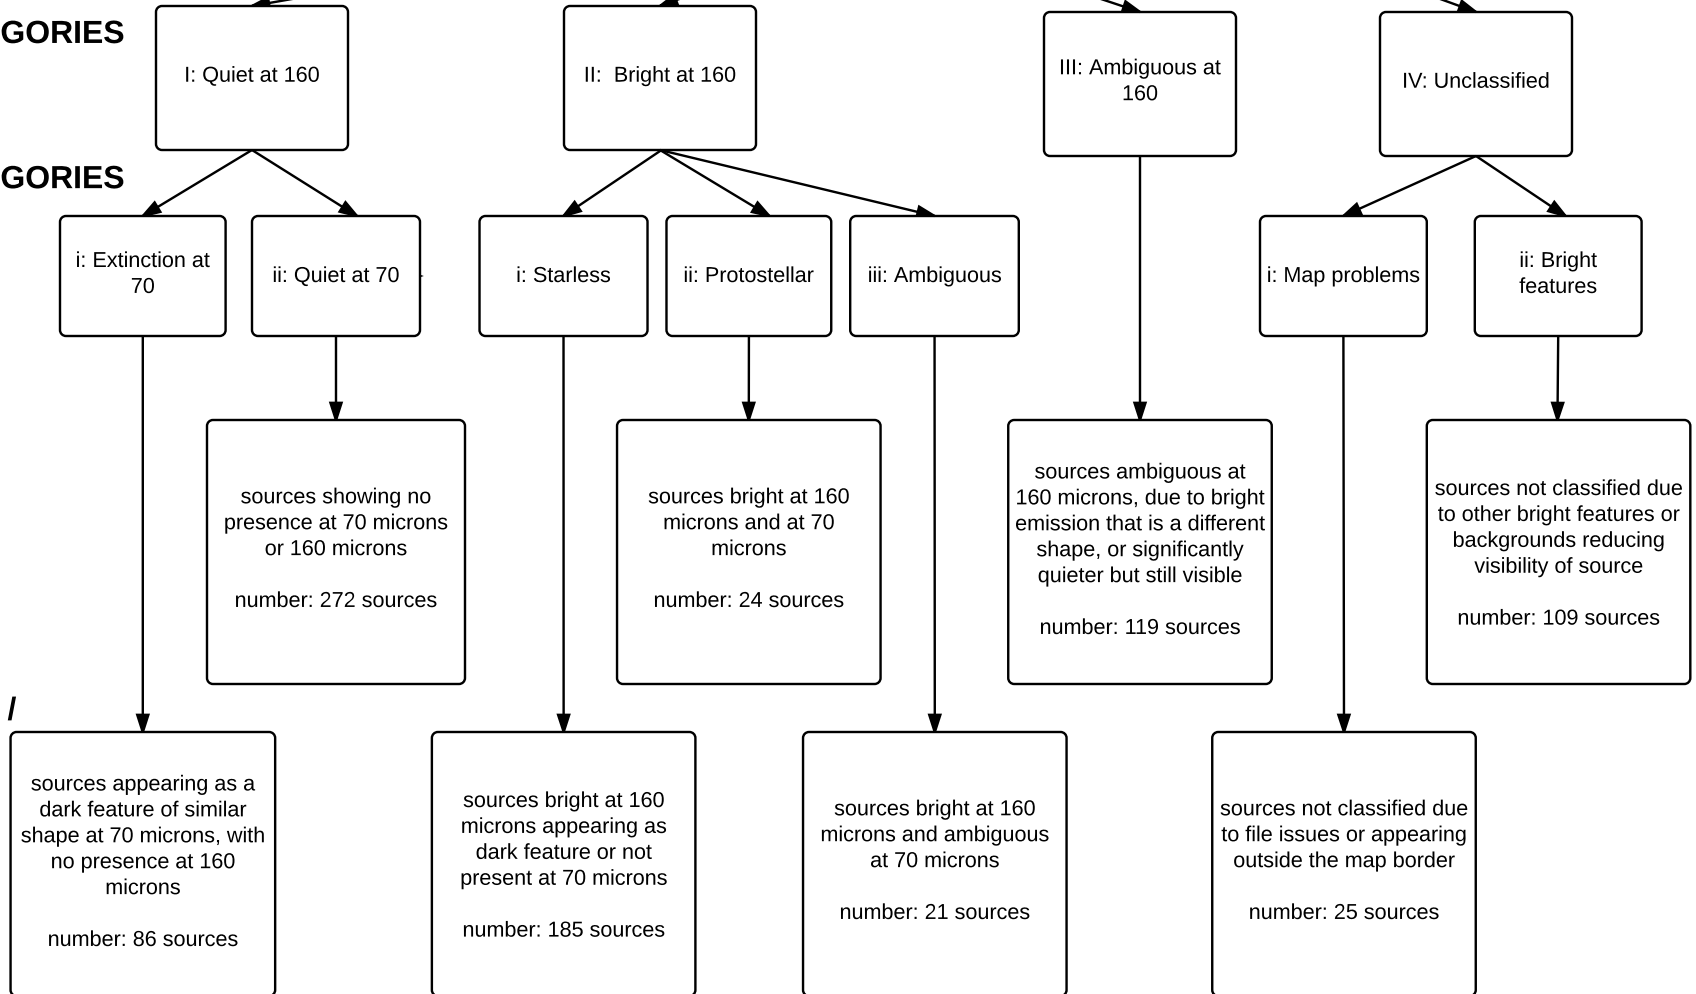 GORIES
I: Quiet at 160
II:  Bright at 160
III: Ambiguous at
160
IV: Unclassified
GORIES
i: Extinction at
70
ii: Quiet at 70
i: Starless
ii: Protostellar
iii: Ambiguous
i: Map problems
ii: Bright
features
sources showing no
presence at 70 microns
or 160 microns
number: 272 sources
sources bright at 160
microns and at 70
microns
number: 24 sources
sources ambiguous at
160 microns, due to bright
emission that is a different
shape, or significantly
quieter but still visible
number: 119 sources
sources not classified due
to other bright features or
backgrounds reducing
visibility of source
number: 109 sources
/
sources appearing as a
dark feature of similar
shape at 70 microns, with
no presence at 160
microns
number: 86 sources
sources bright at 160
microns appearing as
dark feature or not
present at 70 microns
number: 185 sources
sources bright at 160
microns and ambiguous
at 70 microns
number: 21 sources
sources not classified due
to file issues or appearing
outside the map border
number: 25 sources